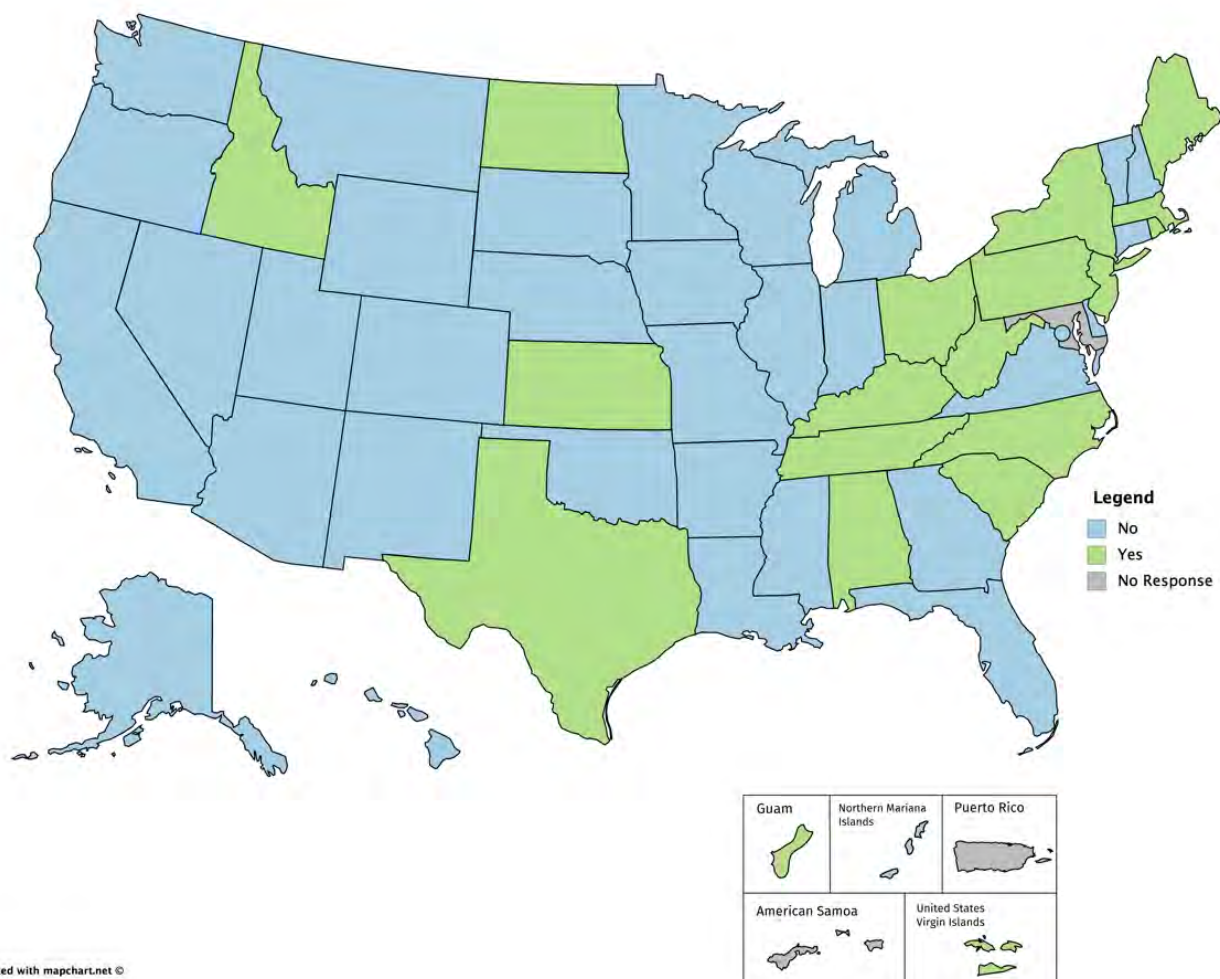 Legend
No
Yes
No Response
Guam
Northern Mariana
Islands
Puerto Rico
American Samoa
United States
Virgin Islands
ted with mapchart.net ©